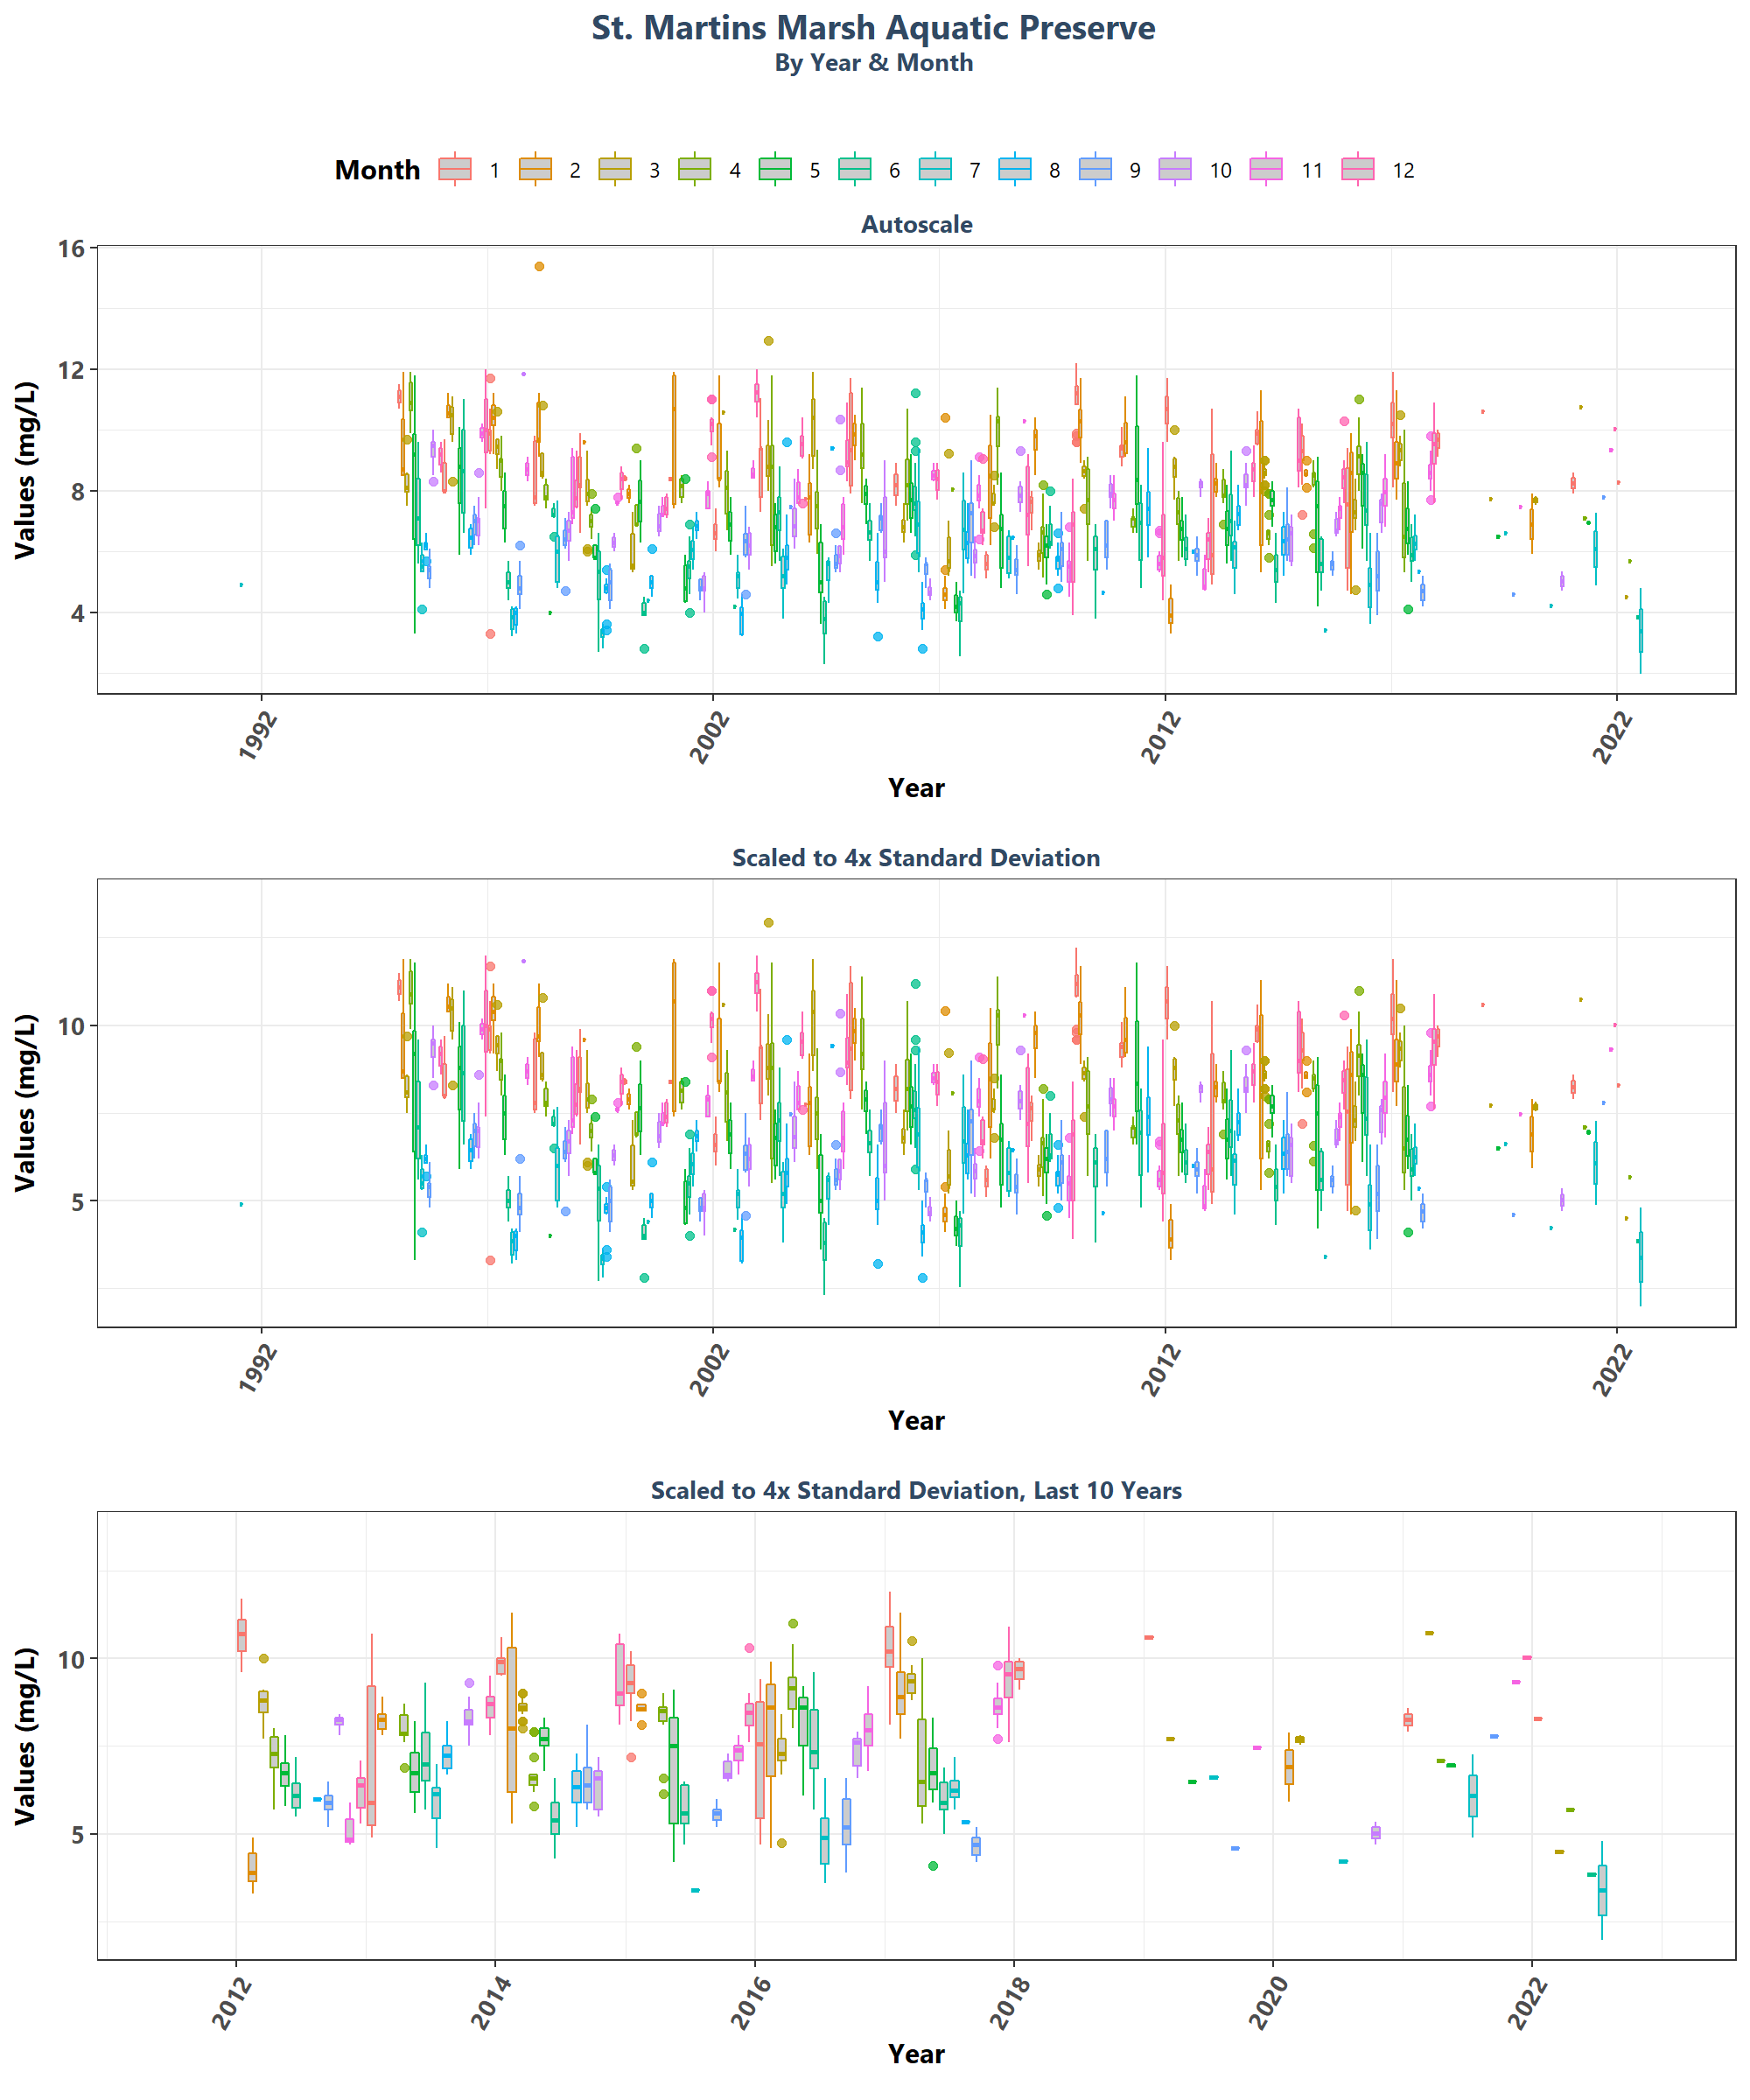 St. Martins Marsh Aquatic Preserve
By Year & Month
Month 1 2 3 4 5 6 7 8 9 10 11 12
Autoscale
Values (mg/L)
16
12
8
4
1992 2002 2012 2022
Year
Scaled to 4x Standard Deviation
Values (mg/L)
10
5
1992 2002 2012 2022
Year
Scaled to 4x Standard Deviation, Last 10 Years
Values (mg/L)
10
5
2012 2014 2016 2018 2020 2022
Year